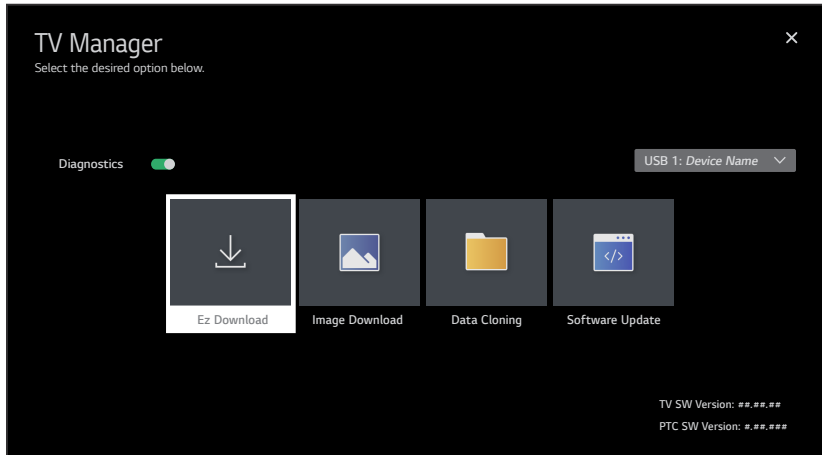 TV Manager
Select the desired option below.
Diagnostics
USB 1: Device Name
Ez Download
Image Download
Data Cloning
Software Update
TV SW Version: ##.##.##
PTC SW Version: #.##.###